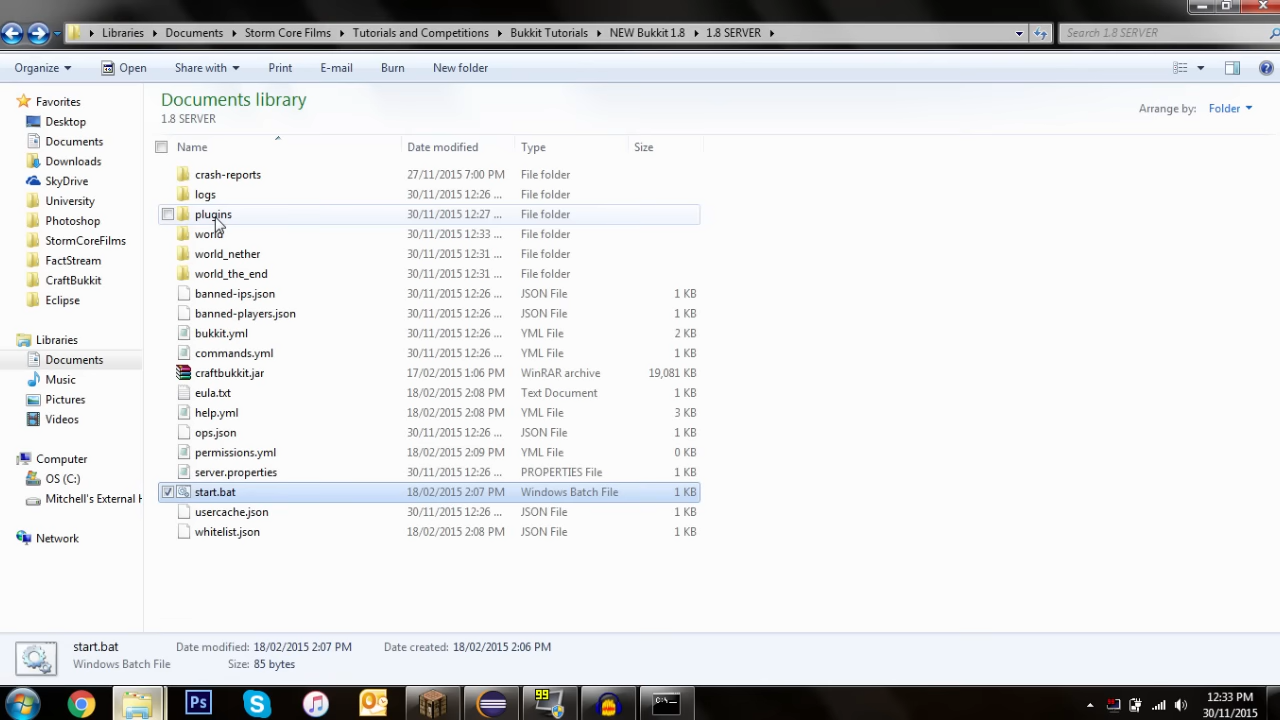 Libraries Documents Storm Core Films Tutorials and Competitions Bukkit Tutorials NEW Bukkit 1.8 1.8 SERVER Search 1.8 SERVER
Organize Open Share with Print E-mail Burn New folder
Documents library
1.8 SERVER
Arrange by: Folder
Name Date modified Type Size
Favorites
Desktop
Documents
Downloads
SkyDrive
University
Photoshop
StormCoreFilms
FactStream
CraftBukkit
Eclipse
Libraries
Documents
Music
Pictures
Videos
Computer
OS (C:)
Mitchell's External H
Network
crash-reports 27/11/2015 7:00 PM File folder
logs 30/11/2015 12:26 ... File folder
plugins 30/11/2015 12:27 ... File folder
world 30/11/2015 12:33 ... File folder
world_nether 30/11/2015 12:31 ... File folder
world_the_end 30/11/2015 12:31 ... File folder
banned-ips.json 30/11/2015 12:26 ... JSON File 1 KB
banned-players.json 30/11/2015 12:26 ... JSON File 1 KB
bukkit.yml 30/11/2015 12:26 ... YML File 2 KB
commands.yml 30/11/2015 12:26 ... YML File 1 KB
craftbukkit.jar 17/02/2015 1:06 PM WinRAR archive 19,081 KB
eula.txt 18/02/2015 2:08 PM Text Document 1 KB
help.yml 18/02/2015 2:08 PM YML File 3 KB
ops.json 30/11/2015 12:26 ... JSON File 1 KB
permissions.yml 18/02/2015 2:09 PM YML File 0 KB
server.properties 30/11/2015 12:26 ... PROPERTIES File 1 KB
start.bat 18/02/2015 2:07 PM Windows Batch File 1 KB
usercache.json 30/11/2015 12:26 ... JSON File 1 KB
whitelist.json 18/02/2015 2:08 PM JSON File 1 KB
start.bat Date modified: 18/02/2015 2:07 PM Date created: 18/02/2015 2:06 PM
Windows Batch File Size: 85 bytes
Ps
99
12:33 PM
30/11/2015